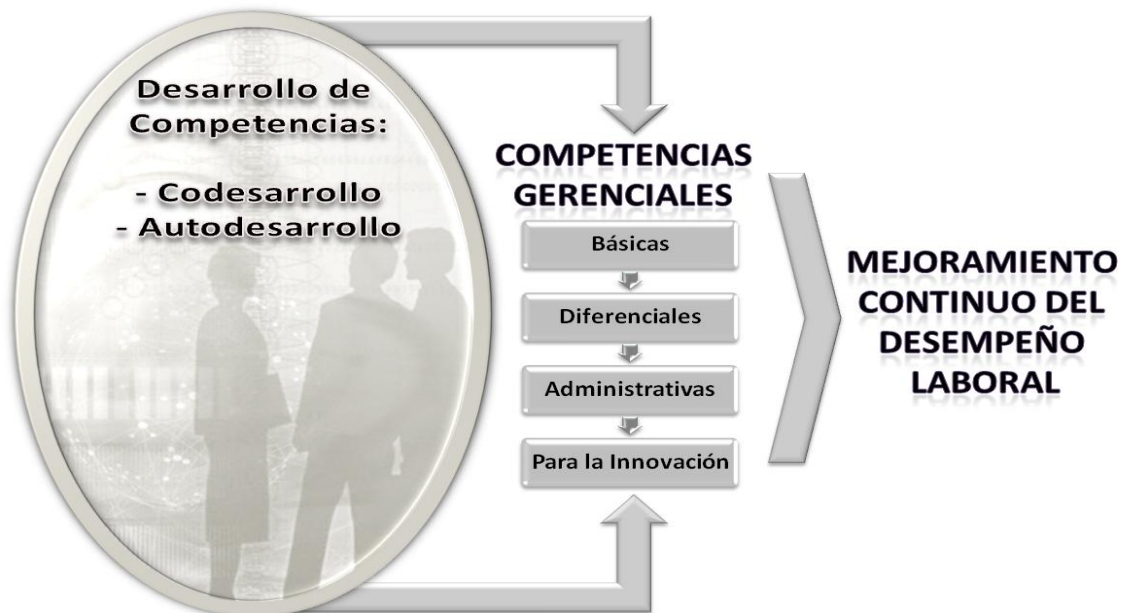 Desarrollo de
Competencias:
- Codesarrollo
- Autodesarrollo
COMPETENCIAS
GERENCIALES
Básicas
Diferenciales
Administrativas
Para la Innovación
MEJORAMIENTO
CONTINUO DEL
DESEMPEÑO
LABORAL